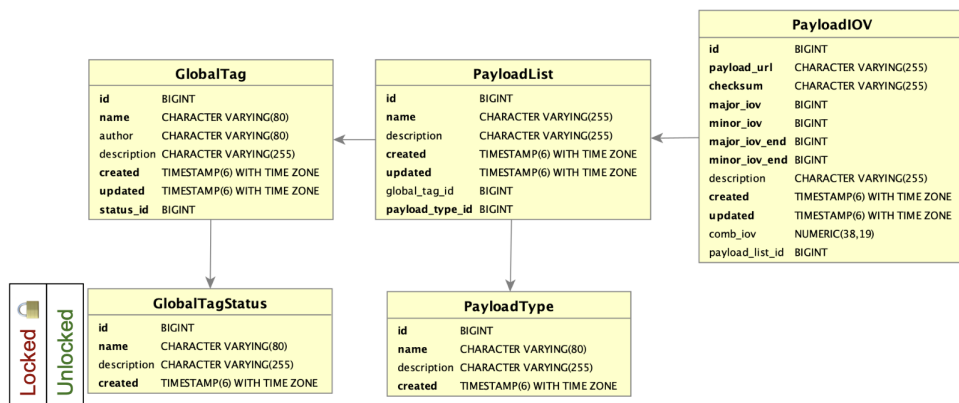 PayloadIOV
id BIGINT
payload_url CHARACTER VARYING(255)
checksum CHARACTER VARYING(255)
major_iov BIGINT
minor_iov BIGINT
major_iov_end BIGINT
minor_iov_end BIGINT
description CHARACTER VARYING(255)
created TIMESTAMP(6) WITH TIME ZONE
updated TIMESTAMP(6) WITH TIME ZONE
comb_iov NUMERIC(38,19)
payload_list_id BIGINT
GlobalTag
id BIGINT
name CHARACTER VARYING(80)
author CHARACTER VARYING(80)
description CHARACTER VARYING(255)
created TIMESTAMP(6) WITH TIME ZONE
updated TIMESTAMP(6) WITH TIME ZONE
status_id BIGINT
PayloadList
id BIGINT
name CHARACTER VARYING(255)
description CHARACTER VARYING(255)
created TIMESTAMP(6) WITH TIME ZONE
updated TIMESTAMP(6) WITH TIME ZONE
global_tag_id BIGINT
payload_type_id BIGINT
Locked
Unlocked
GlobalTagStatus
id BIGINT
name CHARACTER VARYING(80)
description CHARACTER VARYING(255)
created TIMESTAMP(6) WITH TIME ZONE
PayloadType
id BIGINT
name CHARACTER VARYING(80)
description CHARACTER VARYING(255)
created TIMESTAMP(6) WITH TIME ZONE